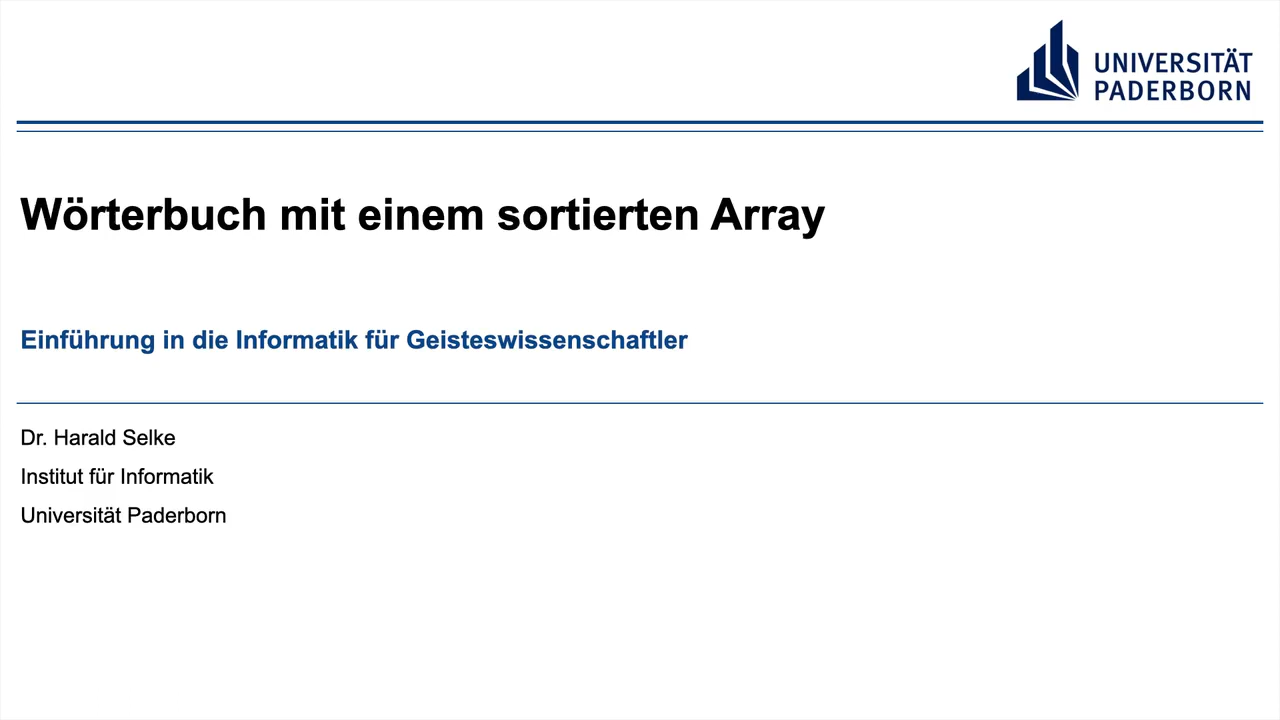 UNIVERSITÄT
PADERBORN
Wörterbuch mit einem sortierten Array
Einführung in die Informatik für Geisteswissenschaftler
Dr. Harald Selke
Institut für Informatik
Universität Paderborn